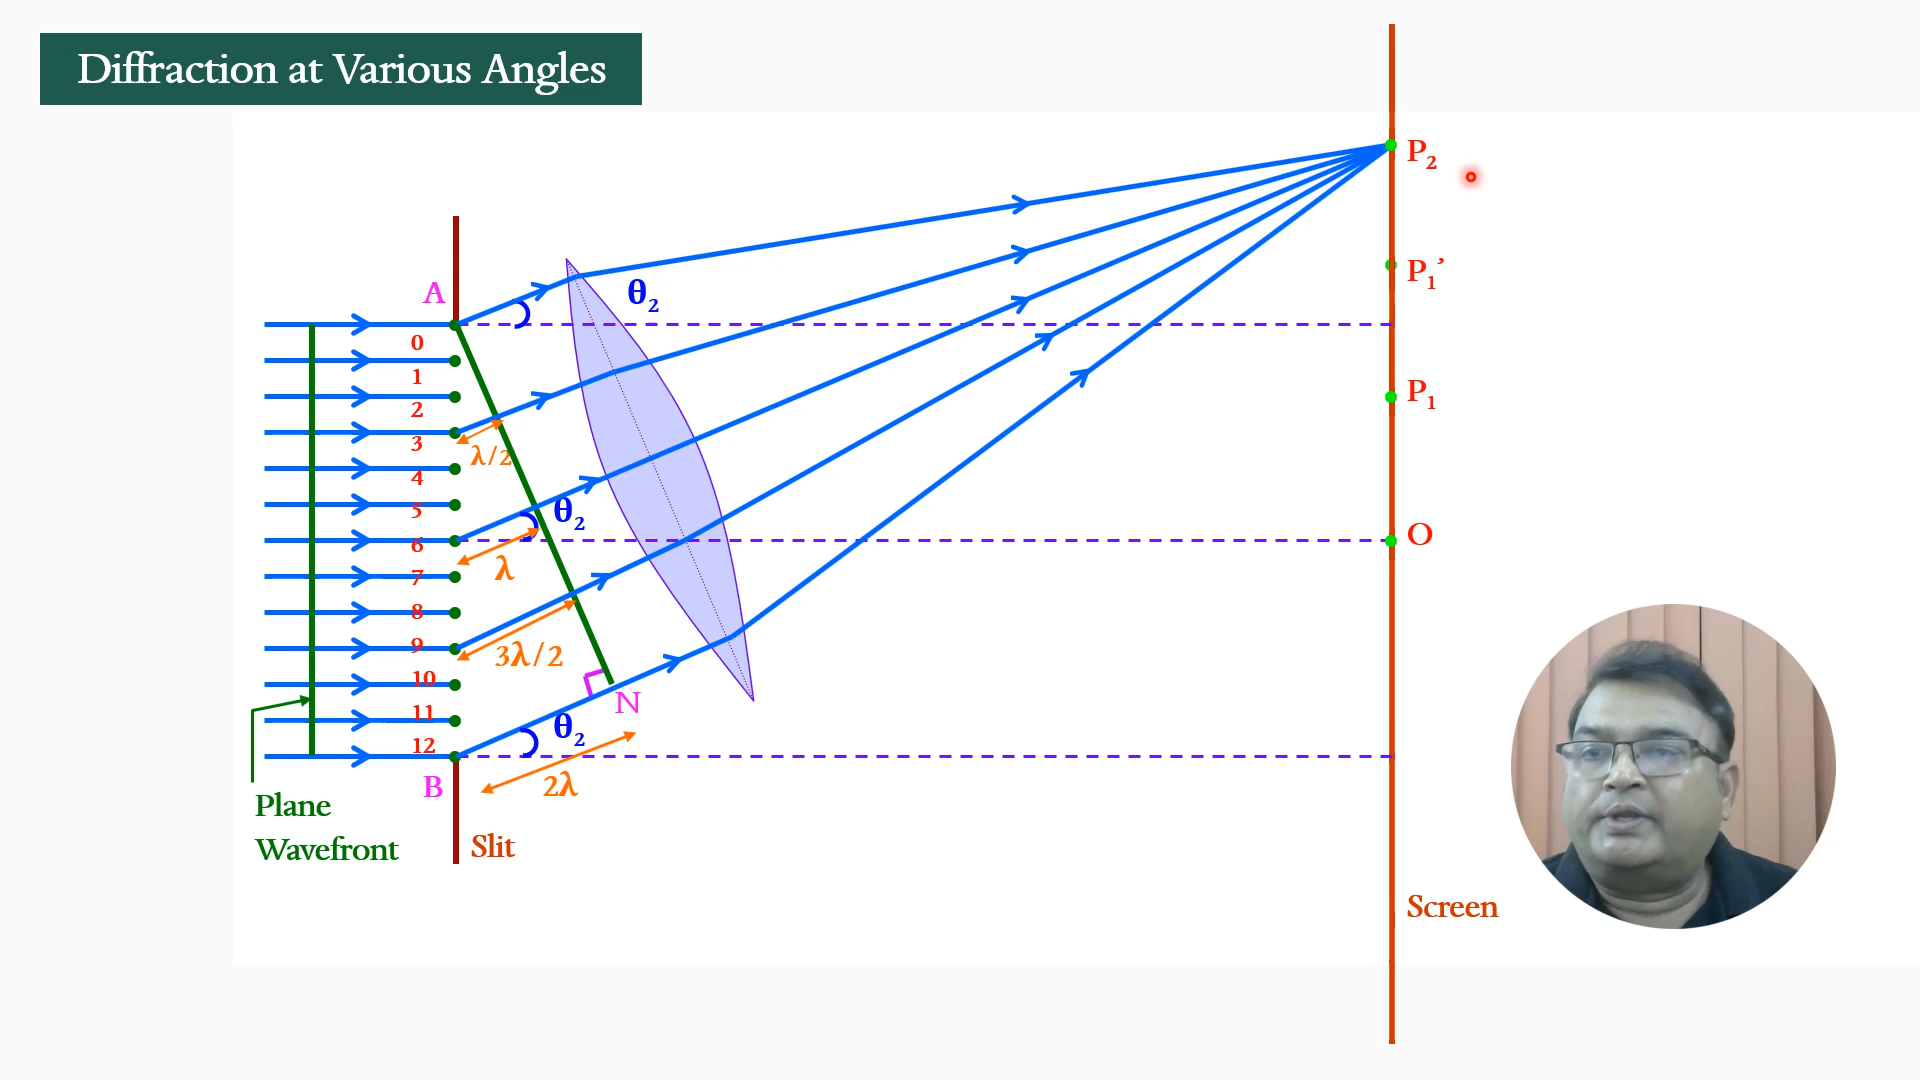 Diffraction at Various Angles
P₂
P₁’
A
θ₂
0
1
P₁
2
3
λ/2
4
5
θ₂
O
6
λ
7
8
9
3λ/2
10
N
11
θ₂
12
B
2λ
Plane
Wavefront
Slit
Screen